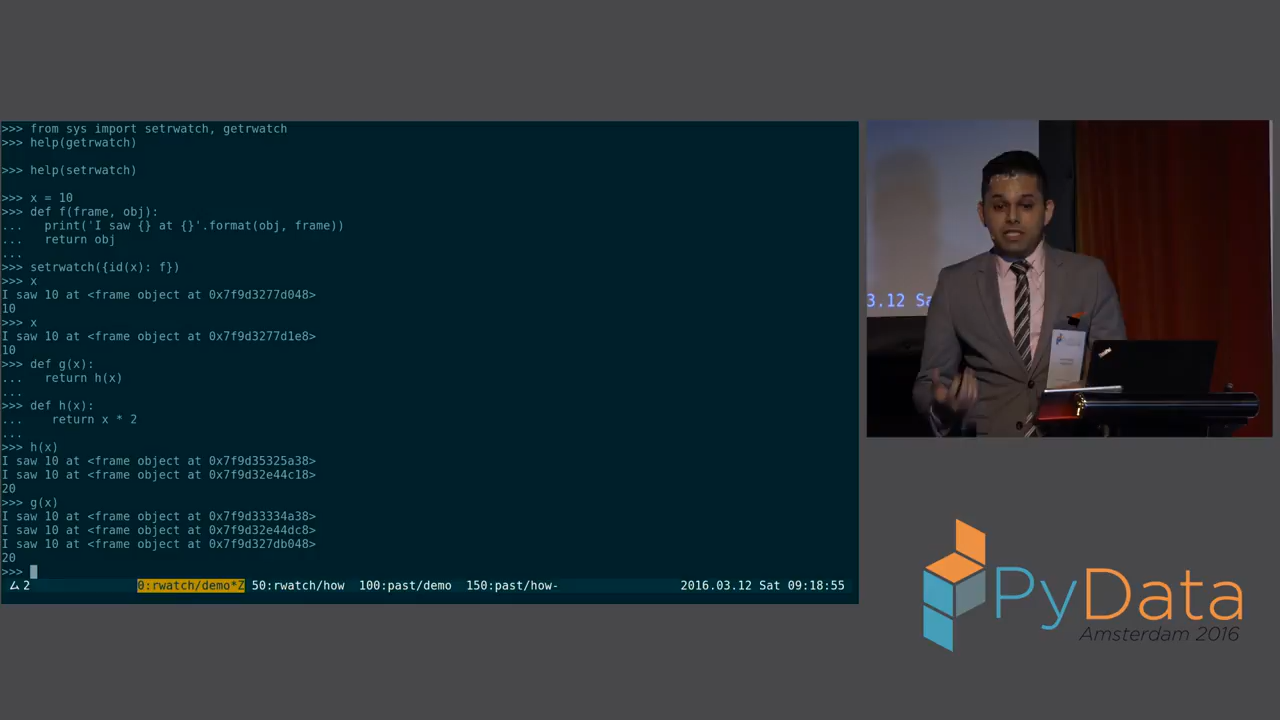 >>> from sys import setrwatch, getrwatch
>>> help(getrwatch)
>>> help(setrwatch)
>>> x = 10
>>> def f(frame, obj):
...   print('I saw {} at {}'.format(obj, frame))
...   return obj
...
>>> setrwatch({id(x): f})
>>> x
I saw 10 at <frame object at 0x7f9d3277d048>
10
>>> x
I saw 10 at <frame object at 0x7f9d3277d1e8>
10
>>> def g(x):
...   return h(x)
...
>>> def h(x):
...    return x * 2
...
>>> h(x)
I saw 10 at <frame object at 0x7f9d35325a38>
I saw 10 at <frame object at 0x7f9d32e44c18>
20
>>> g(x)
I saw 10 at <frame object at 0x7f9d33334a38>
I saw 10 at <frame object at 0x7f9d32e44dc8>
I saw 10 at <frame object at 0x7f9d327db048>
20
>>>
2 0:rwatch/demo*Z 50:rwatch/how 100:past/demo 150:past/how- 2016.03.12 Sat 09:18:55
3.12 Sa
PyData
Amsterdam 2016